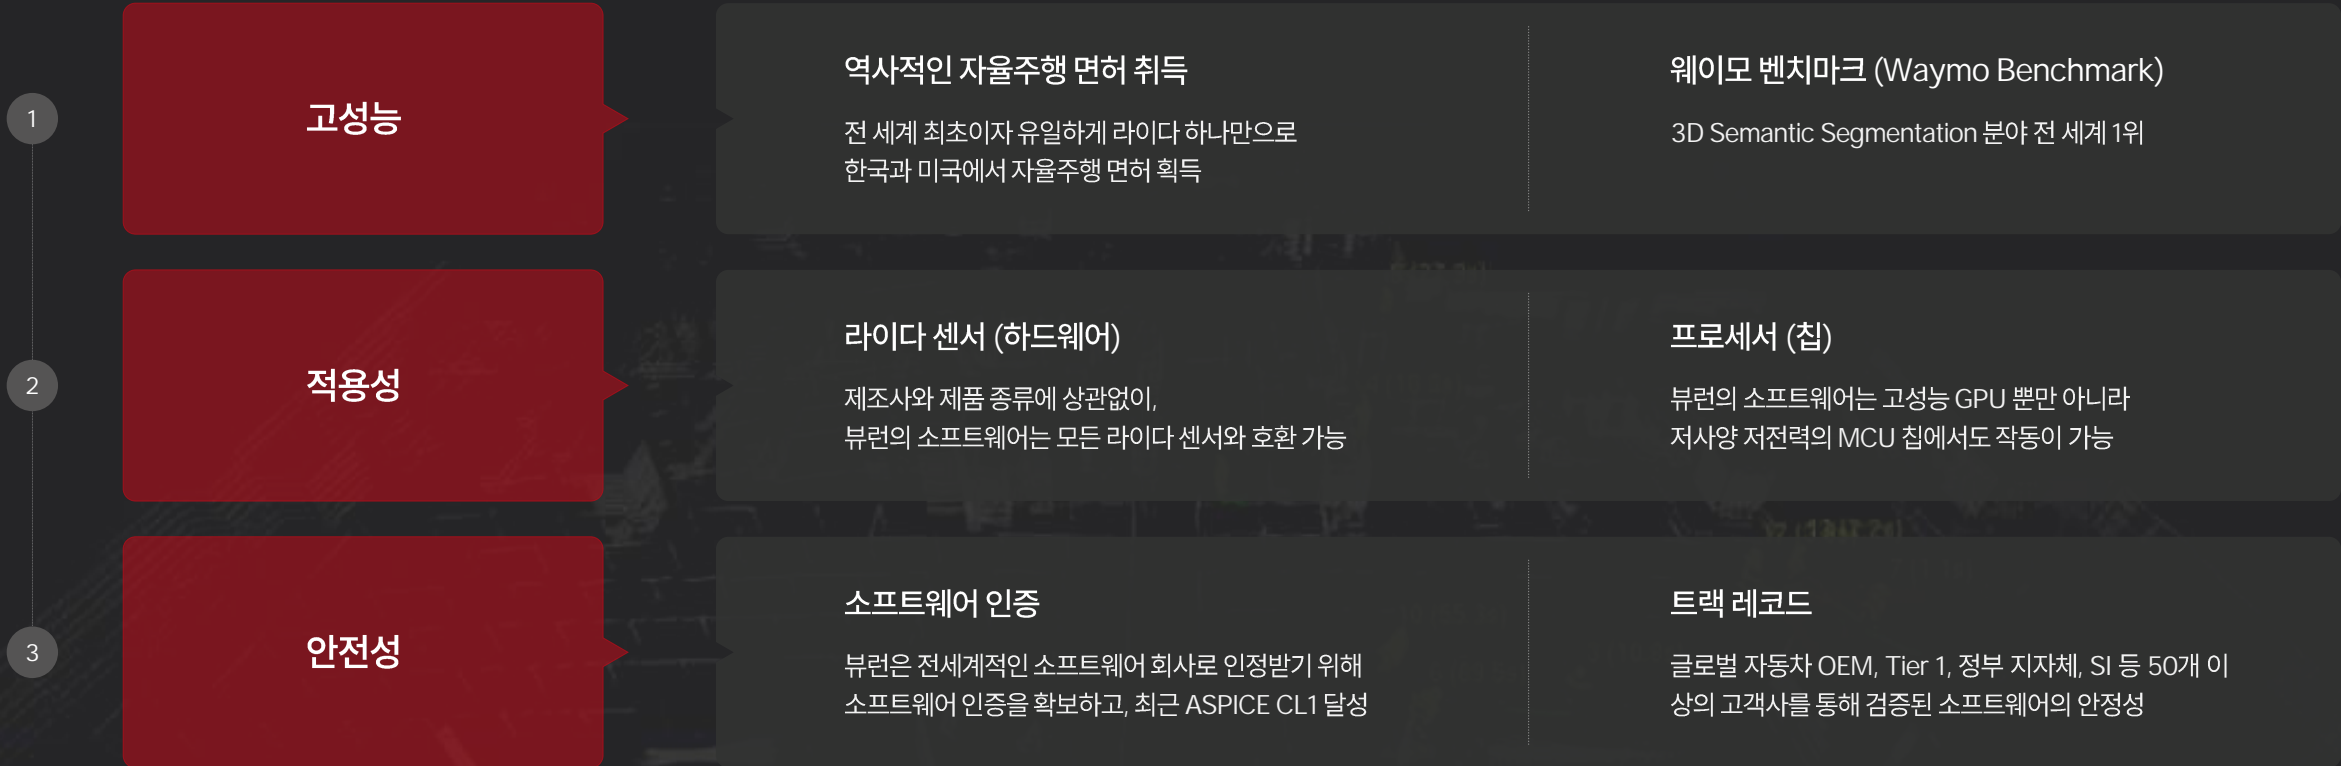 1
고성능
역사적인 자율주행 면허 취득
전 세계 최초이자 유일하게 라이다 하나만으로
한국과 미국에서 자율주행 면허 획득
웨이모 벤치마크 (Waymo Benchmark)
3D Semantic Segmentation 분야 전 세계 1위
2
적용성
라이다 센서 (하드웨어)
제조사와 제품 종류에 상관없이,
뷰런의 소프트웨어는 모든 라이다 센서와 호환 가능
프로세서 (칩)
뷰런의 소프트웨어는 고성능 GPU 뿐만 아니라
저사양 저전력의 MCU 칩에서도 작동이 가능
3
안전성
소프트웨어 인증
뷰런은 전세계적인 소프트웨어 회사로 인정받기 위해
소프트웨어 인증을 확보하고, 최근 ASPICE CL1 달성
트랙 레코드
글로벌 자동차 OEM, Tier 1, 정부 지자체, SI 등 50개 이
상의 고객사를 통해 검증된 소프트웨어의 안정성